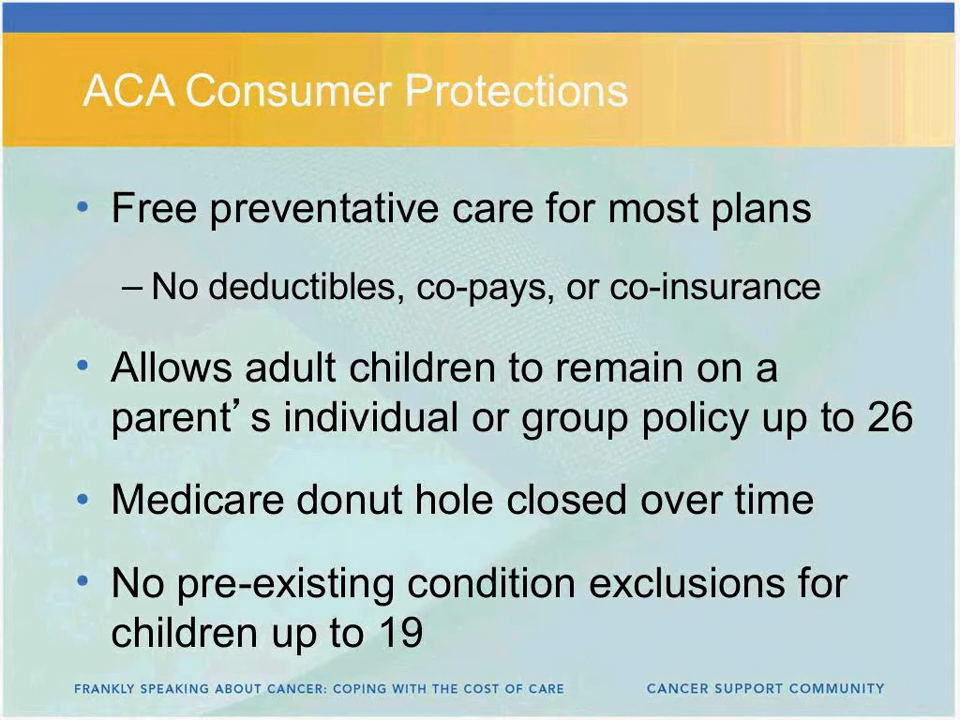 ACA Consumer Protections
• Free preventative care for most plans
– No deductibles, co-pays, or co-insurance
• Allows adult children to remain on a
parent’s individual or group policy up to 26
• Medicare donut hole closed over time
• No pre-existing condition exclusions for
children up to 19
FRANKLY SPEAKING ABOUT CANCER: COPING WITH THE COST OF CARE CANCER SUPPORT COMMUNITY